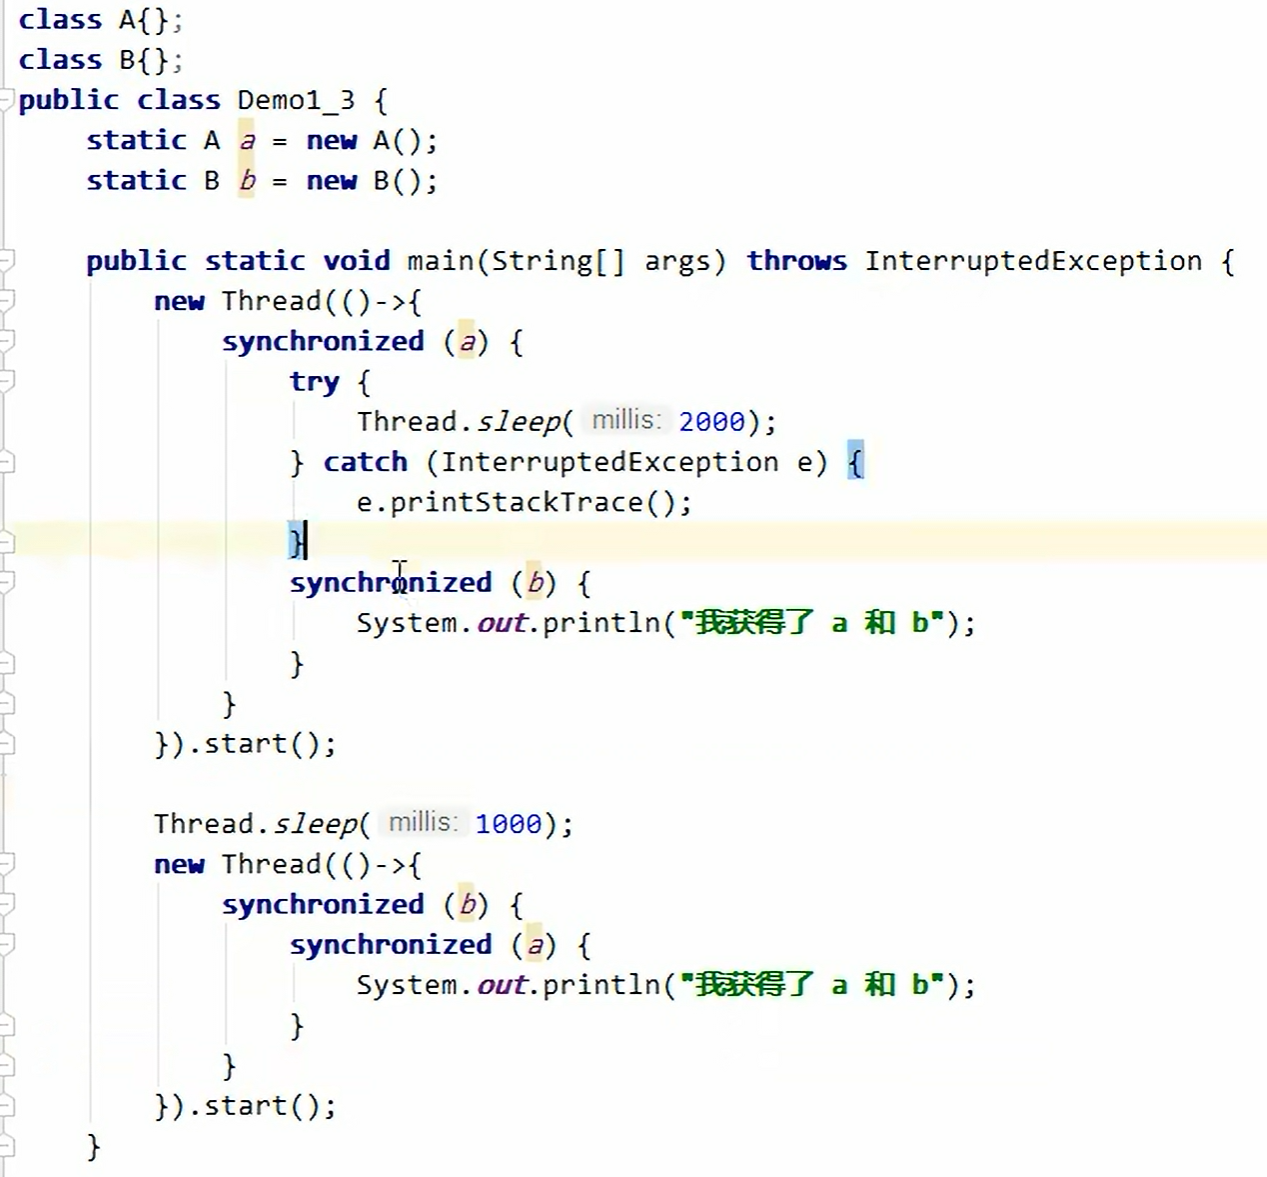 class A{};
class B{};
public class Demo1_3 {
static A a = new A();
static B b = new B();
public static void main(String[] args) throws InterruptedException {
new Thread(()->{
synchronized (a) {
try {
Thread.sleep( millis: 2000);
} catch (InterruptedException e) {
e.printStackTrace();
}
synchronized (b) {
System.out.println("我获得了 a 和 b");
}
}
}).start();
Thread.sleep( millis: 1000);
new Thread(()->{
synchronized (b) {
synchronized (a) {
System.out.println("我获得了 a 和 b");
}
}
}).start();
}